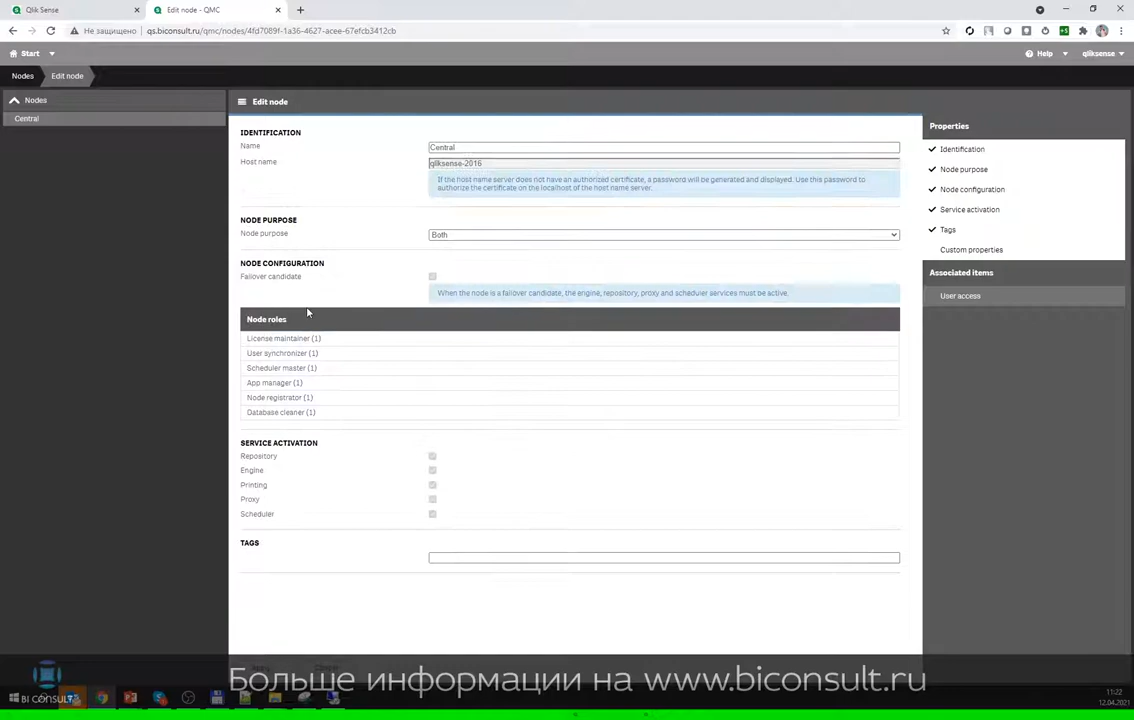 Qlik Sense
Edit node - QMC
Не защищено
qs.biconsult.ru/qmc/nodes/4fd7089f-1a36-4627-acee-67efcb3412cb
Start
Help
qliksense
Nodes
Edit node
Nodes
Central
Edit node
IDENTIFICATION
Name
Central
Host name
qliksense-2016
If the host name server does not have an authorized certificate, a password will be generated and displayed. Use this password to
authorize the certificate on the localhost of the host name server.
NODE PURPOSE
Node purpose
Both
NODE CONFIGURATION
Failover candidate
When the node is a failover candidate, the engine, repository, proxy and scheduler services must be active.
Node roles
License maintainer (1)
User synchronizer (1)
Scheduler master (1)
App manager (1)
Node registrator (1)
Database cleaner (1)
SERVICE ACTIVATION
Repository
Engine
Printing
Proxy
Scheduler
TAGS
Properties
Identification
Node purpose
Node configuration
Service activation
Tags
Custom properties
Associated items
User access
Больше информации на www.biconsult.ru
BI CONSULT
11:22
12.04.2021